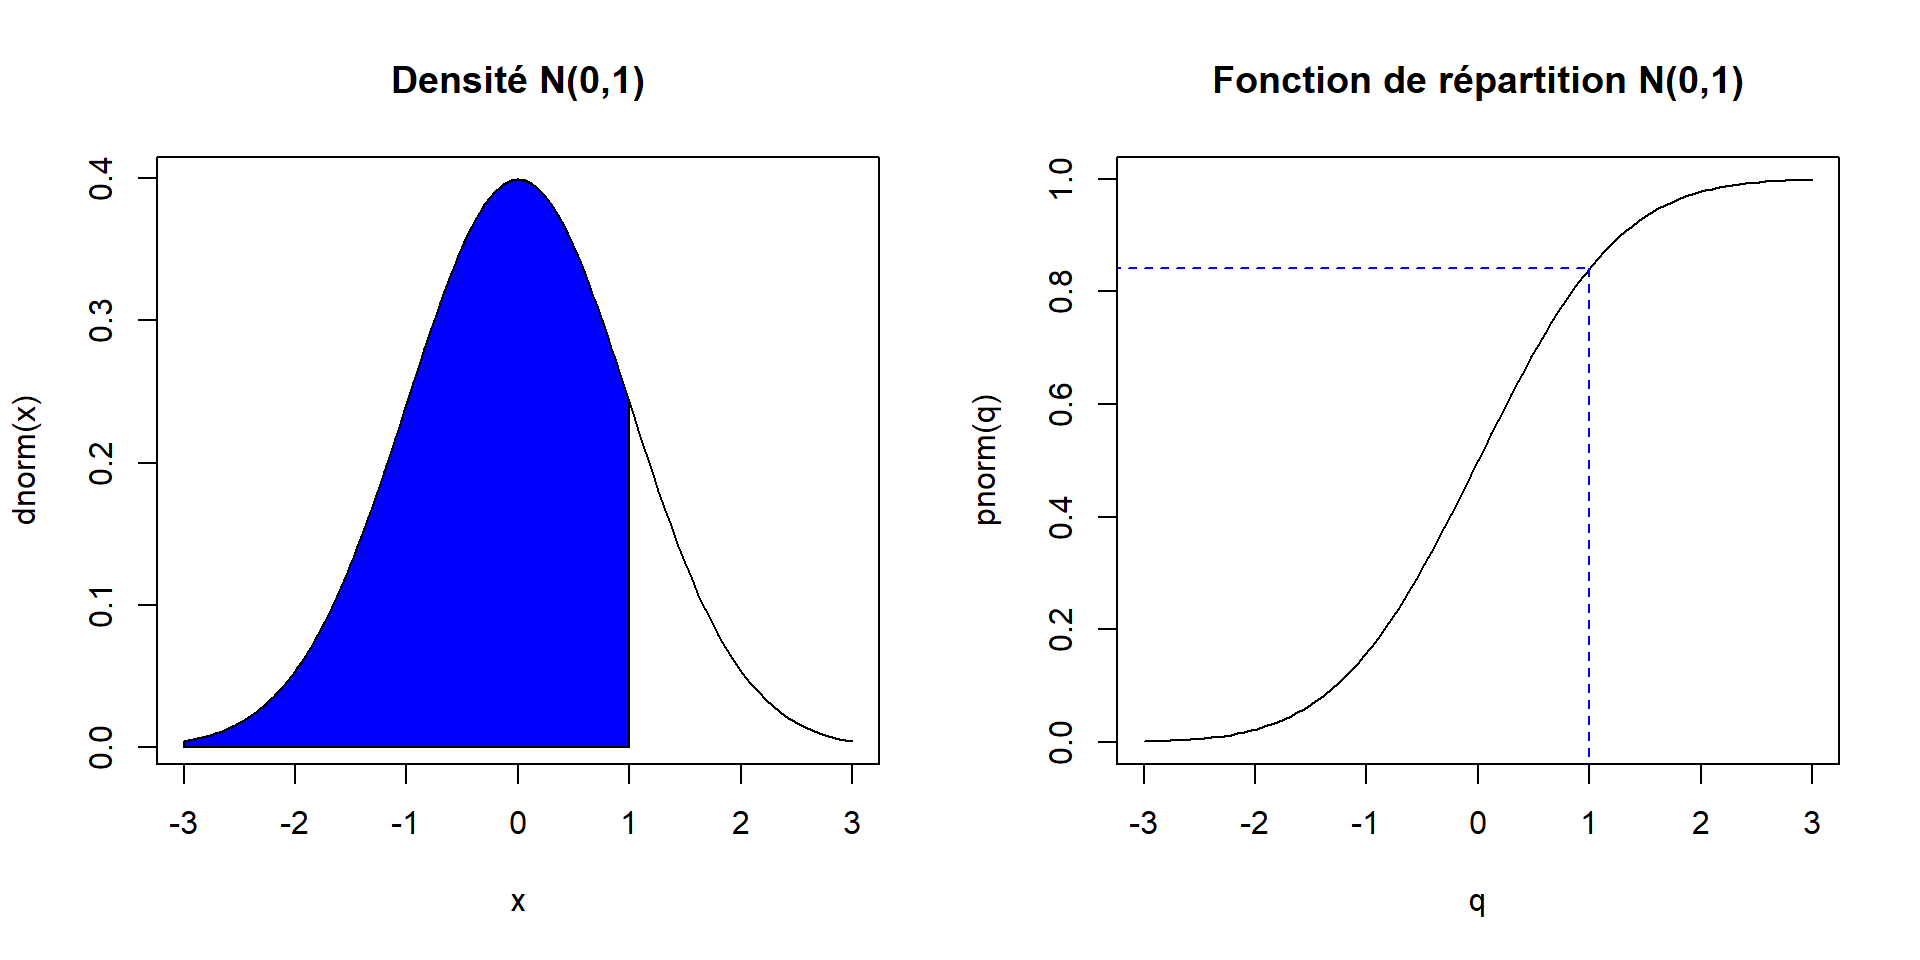 Densité N(0,1)
dnorm(x)
0.4
0.3
0.2
0.1
0.0
-3 -2 -1 0 1 2 3
x
Fonction de répartition N(0,1)
pnorm(q)
1.0
0.8
0.6
0.4
0.2
0.0
-3 -2 -1 0 1 2 3
q